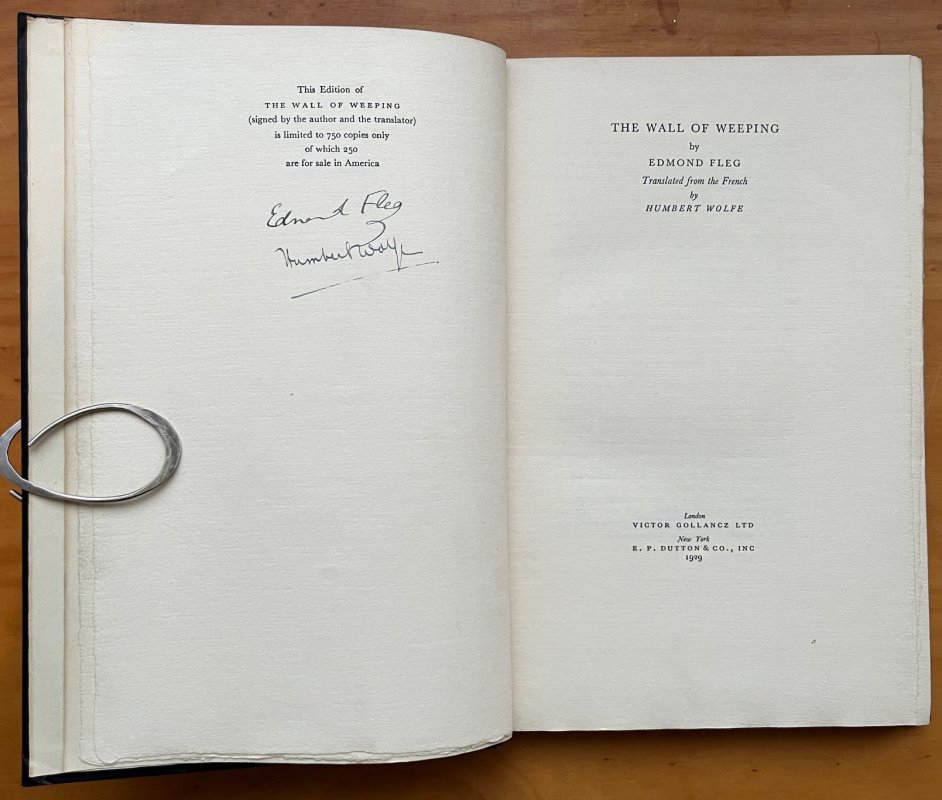 This Edition of
THE WALL OF WEEPING
(signed by the author and the translator)
is limited to 750 copies only
of which 250
are for sale in America
Edmond Fleg
Humbert Wolfe
THE WALL OF WEEPING
by
EDMOND FLEG
Translated from the French
by
HUMBERT WOLFE
London
VICTOR GOLLANCZ LTD
New York
E. P. DUTTON & CO., INC
1929